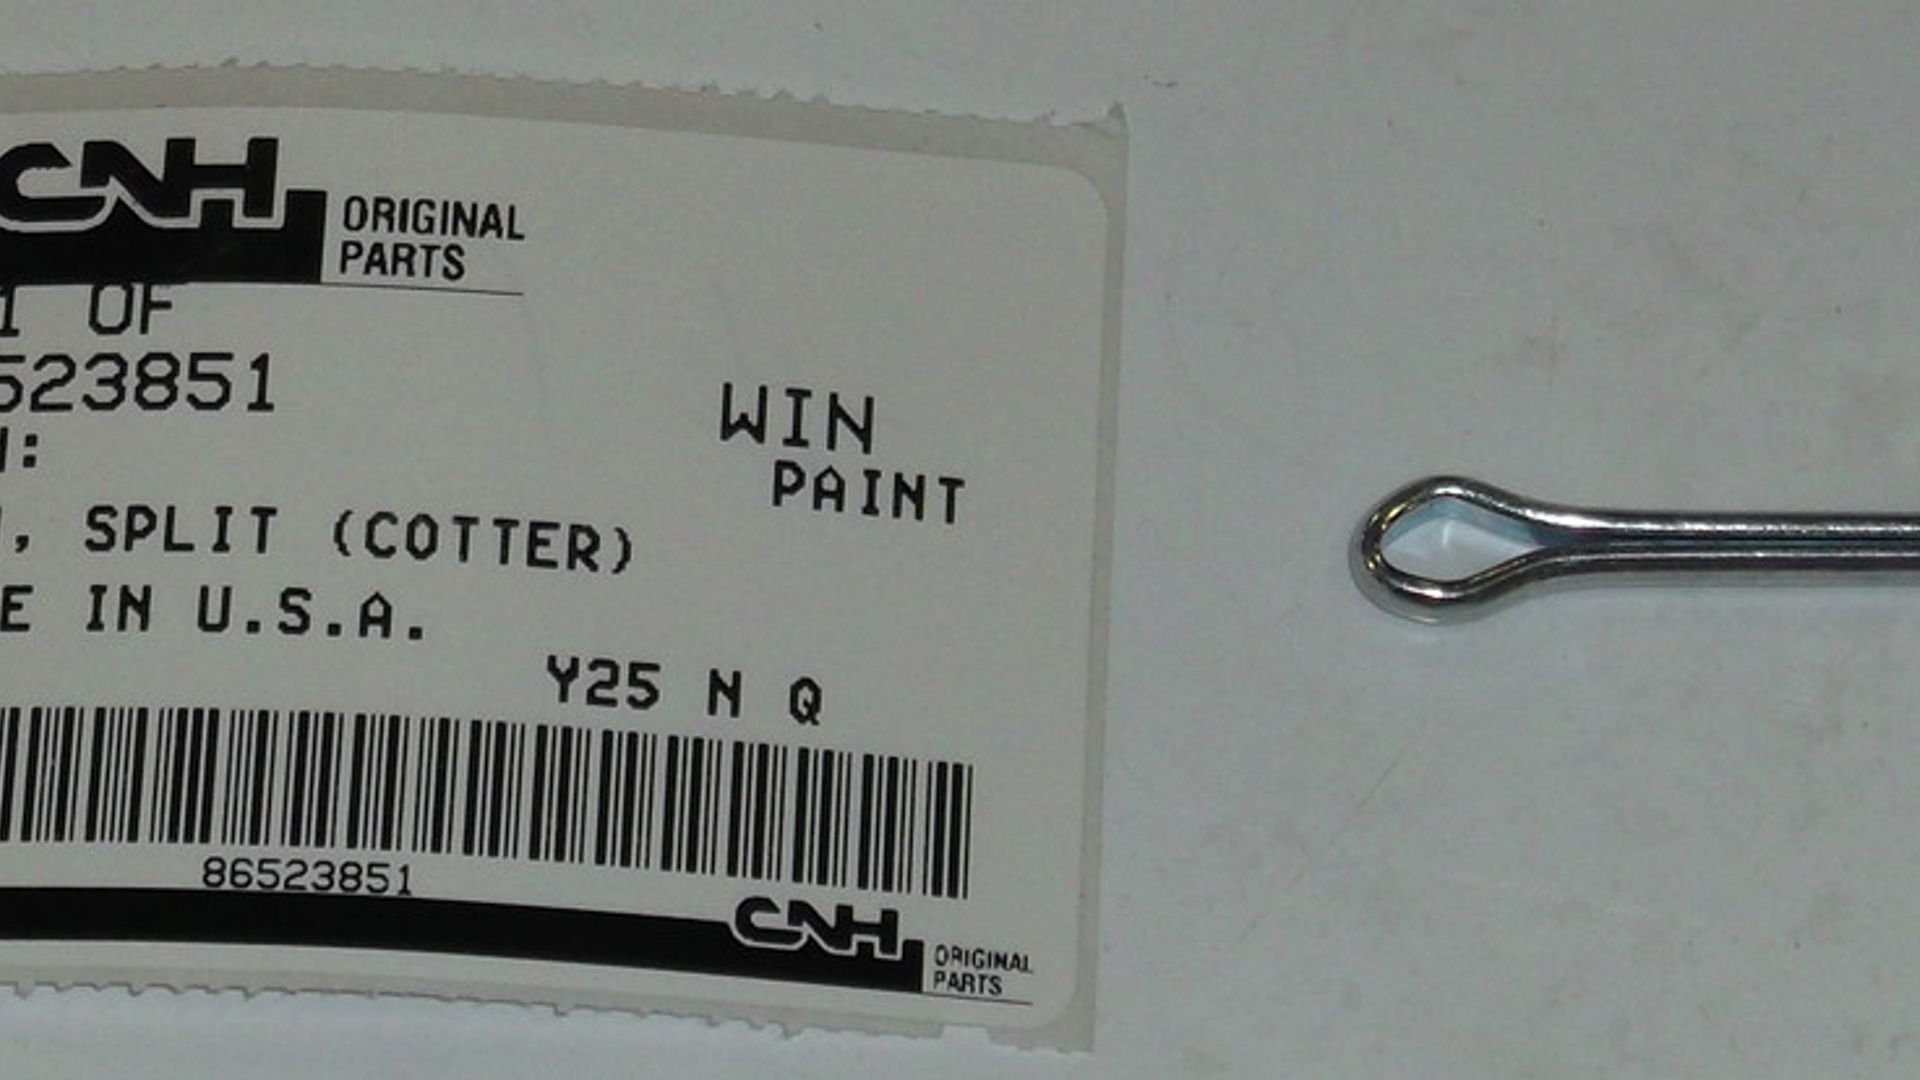 CNH ORIGINAL
PARTS
1 OF
523851
WIN
PAINT
:
, SPLIT (COTTER)
E IN U.S.A.
Y25 N Q
86523851
CNH ORIGINAL
PARTS